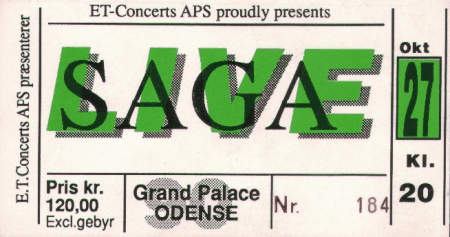 ET-Concerts APS proudly presents
E.T.Concerts APS præsenterer
LIVE
SAGA
Okt
27
Kl.
20
Pris kr.
120,00
Excl.gebyr
90
Grand Palace
ODENSE
Nr. 184